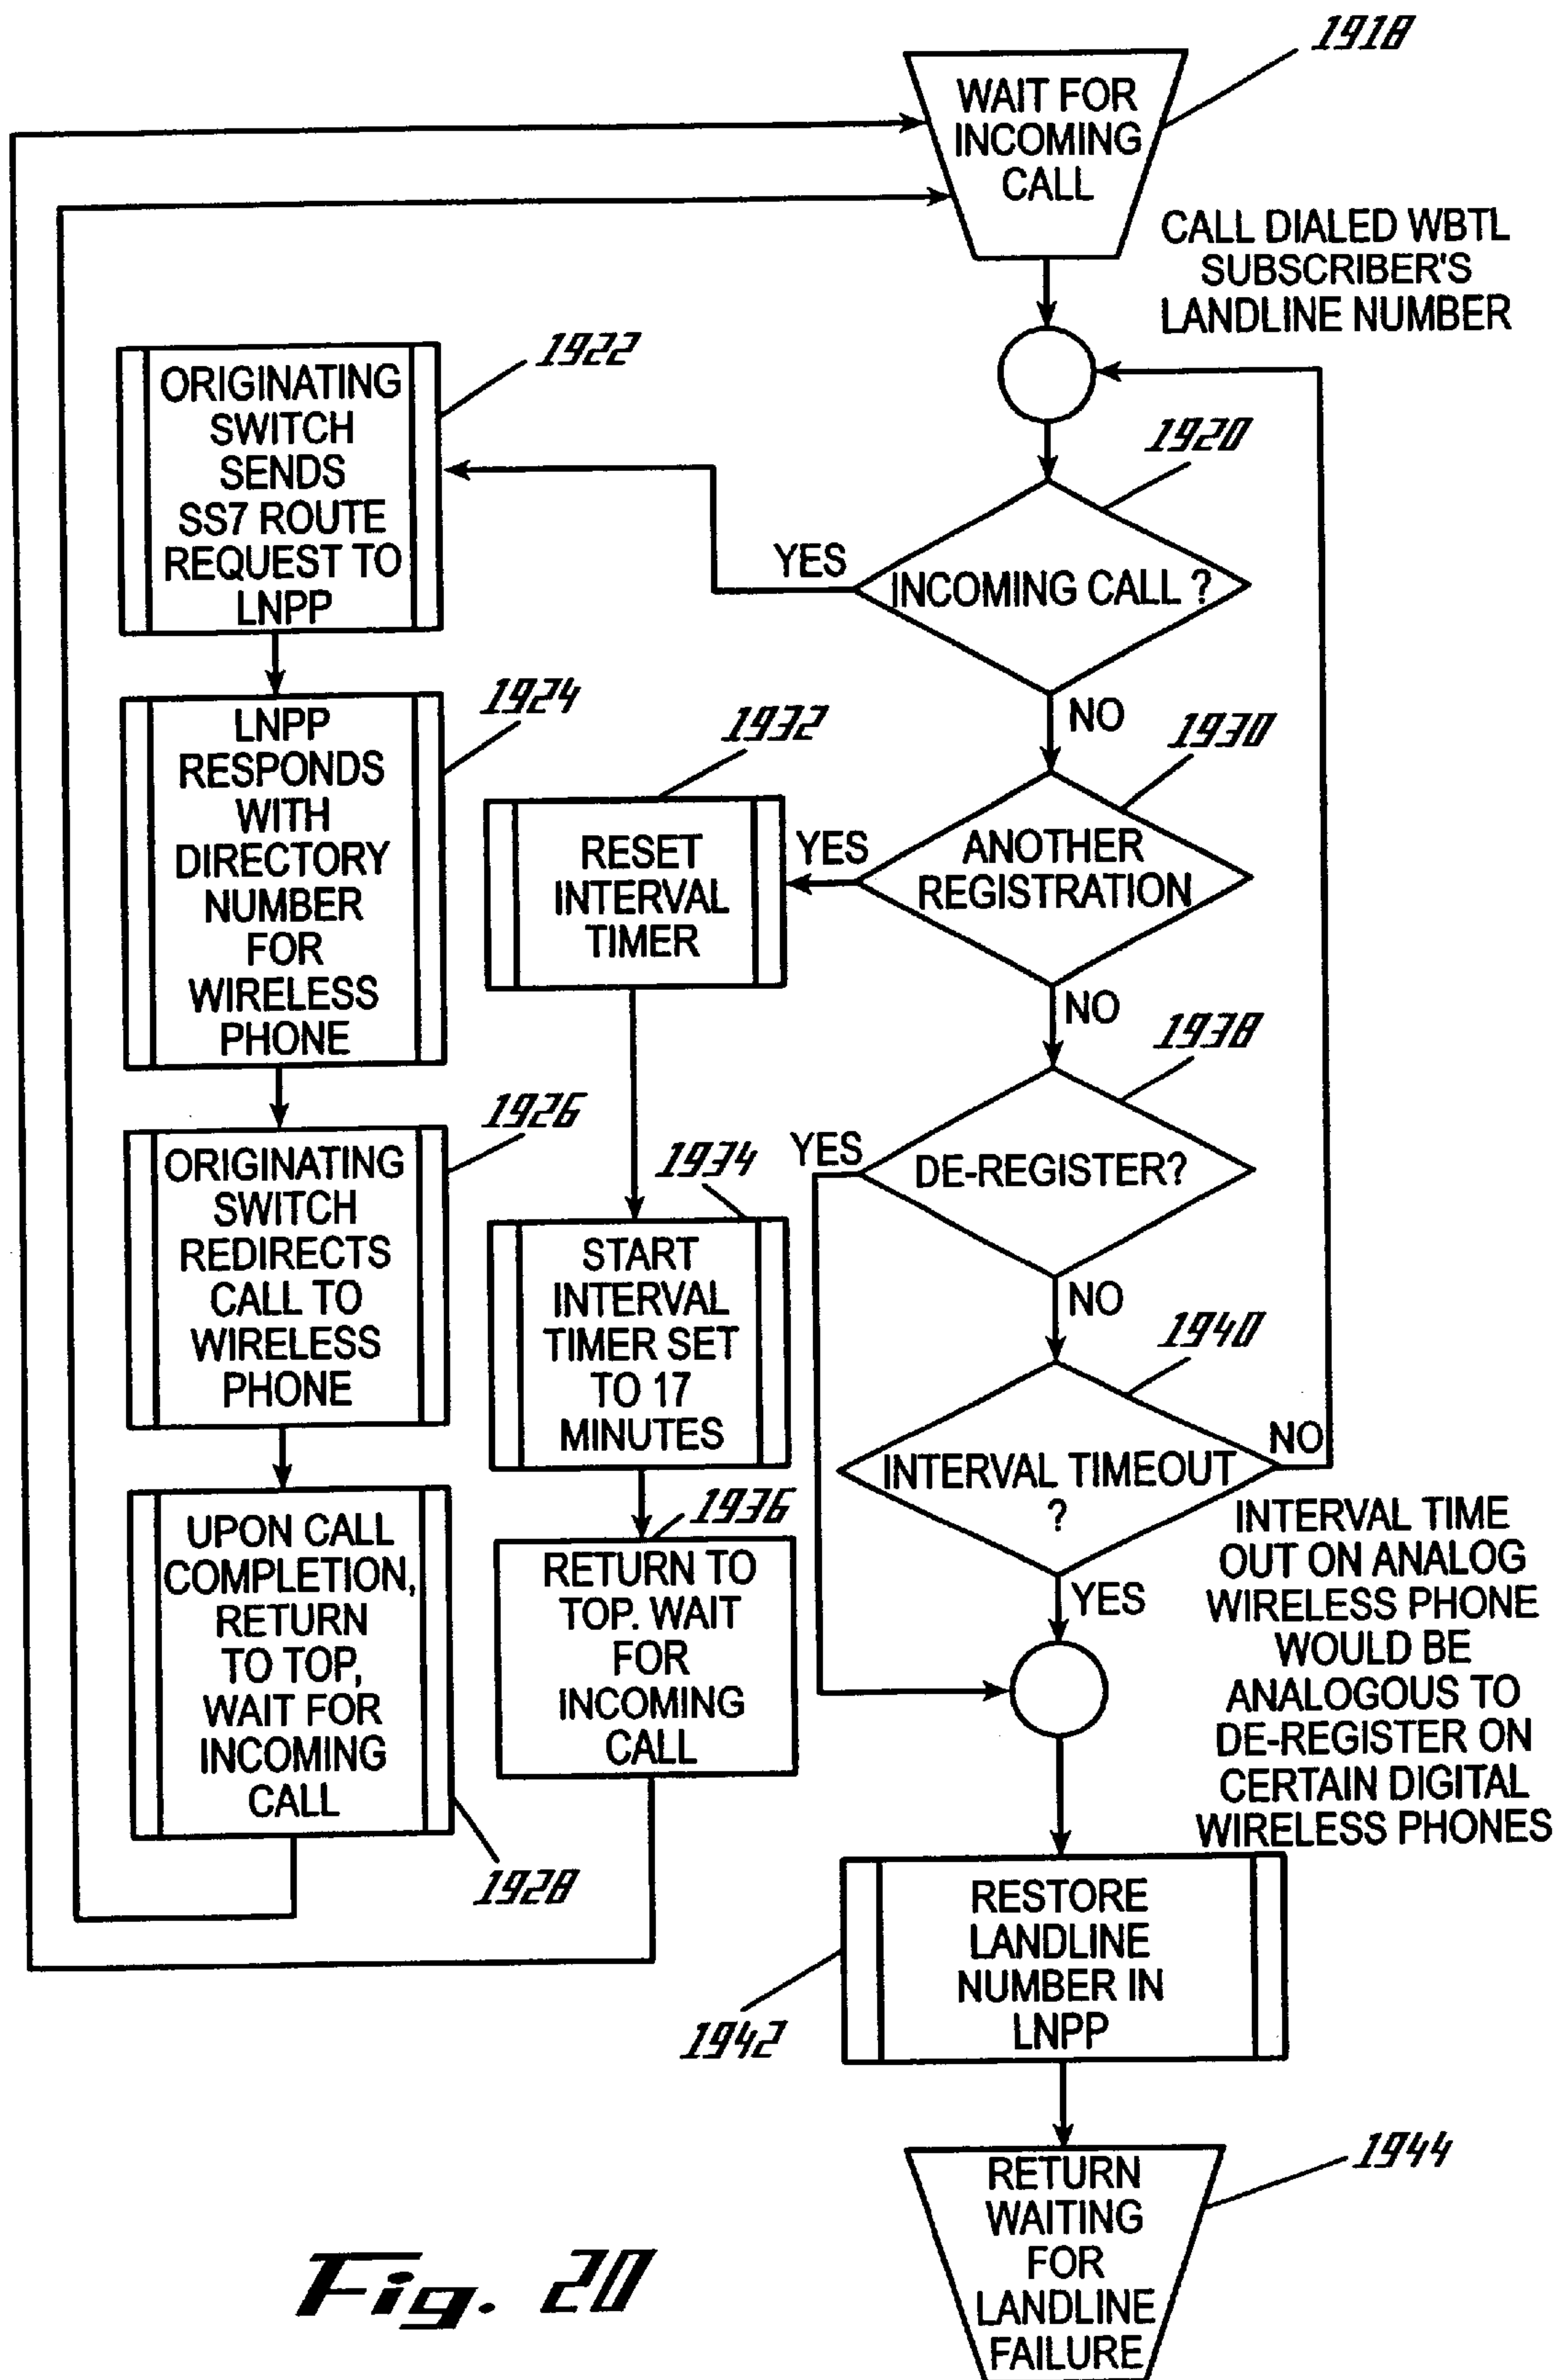 1918
WAIT FOR
INCOMING
CALL
CALL DIALED WBTL
SUBSCRIBER'S
LANDLINE NUMBER
1922
ORIGINATING
SWITCH
SENDS
SS7 ROUTE
REQUEST TO
LNPP
1920
YES
INCOMING CALL ?
NO
1924
LNPP
RESPONDS
WITH
DIRECTORY
NUMBER
FOR
WIRELESS
PHONE
1932
RESET
INTERVAL
TIMER
1930
YES
ANOTHER
REGISTRATION
NO
1926
ORIGINATING
SWITCH
REDIRECTS
CALL TO
WIRELESS
PHONE
1934
START
INTERVAL
TIMER SET
TO 17
MINUTES
1938
YES
DE-REGISTER?
NO
1940
INTERVAL TIMEOUT
?
NO
YES
1928
UPON CALL
COMPLETION,
RETURN
TO TOP,
WAIT FOR
INCOMING
CALL
1936
RETURN TO
TOP. WAIT
FOR
INCOMING
CALL
INTERVAL TIME
OUT ON ANALOG
WIRELESS PHONE
WOULD BE
ANALOGOUS TO
DE-REGISTER ON
CERTAIN DIGITAL
WIRELESS PHONES
1942
RESTORE
LANDLINE
NUMBER IN
LNPP
1944
RETURN
WAITING
FOR
LANDLINE
FAILURE
Fig. 20